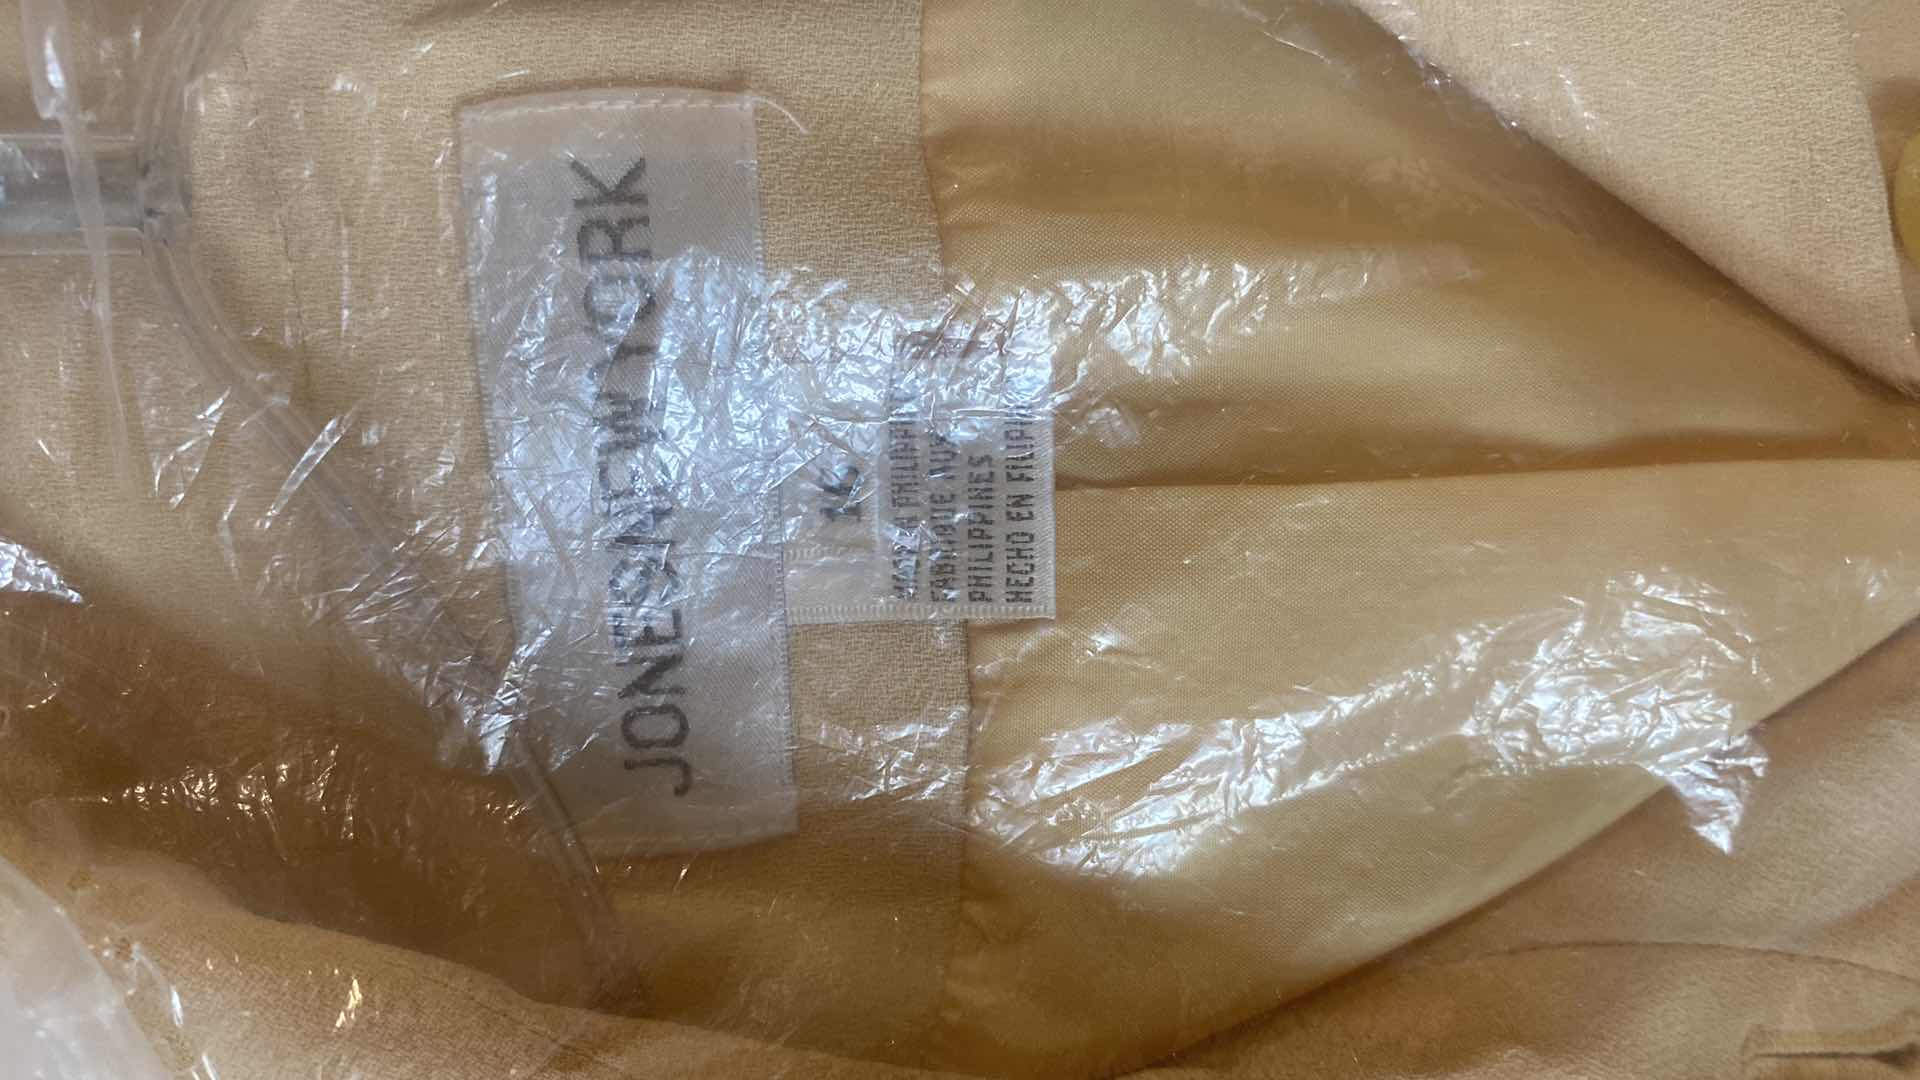 JONES NEW YORK
16
MADE IN PHILIPPINES
FABRIQUE AUX
PHILIPPINES
HECHO EN FILIPINAS